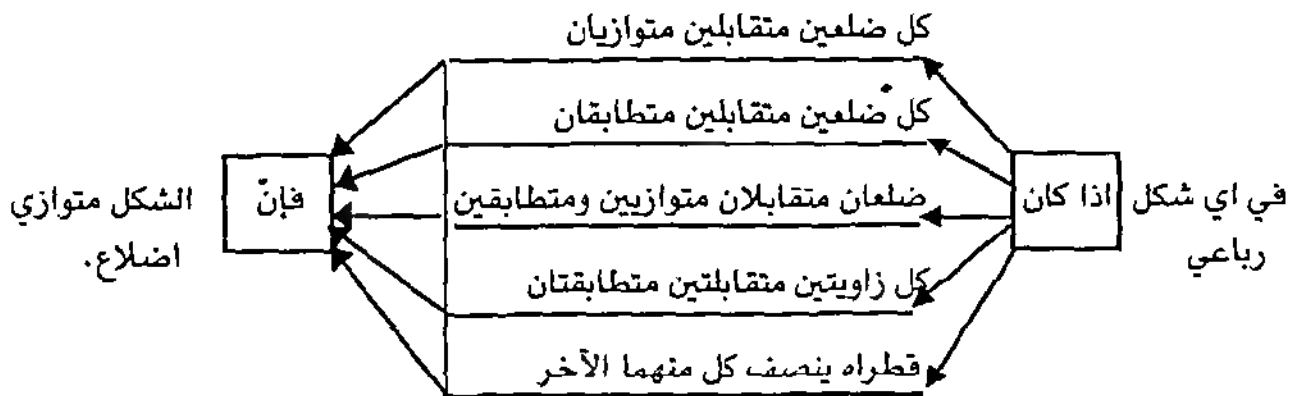 في اي شكل
رباعي
اذا كان
كل ضلعين متقابلين متوازيان
كل ضلعين متقابلين متطابقان
ضلعان متقابلان متوازيين ومتطابقين
كل زاويتين متقابلتين متطابقتان
قطراه ينصف كل منهما الآخر
فإنّ
الشكل متوازي
اضلاع.